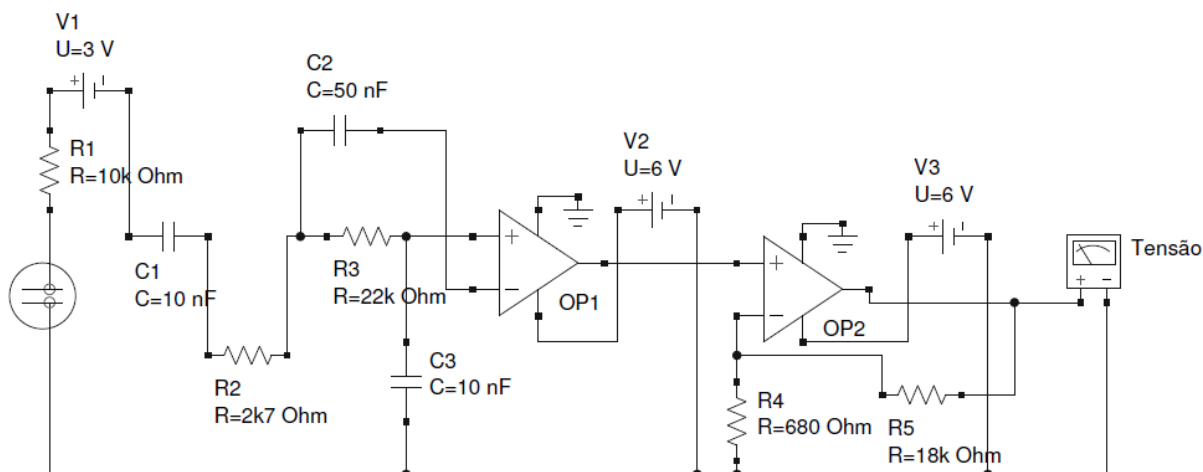 V1
U=3 V
R1
R=10k Ohm
C1
C=10 nF
R2
R=2k7 Ohm
C2
C=50 nF
R3
R=22k Ohm
C3
C=10 nF
OP1
V2
U=6 V
OP2
V3
U=6 V
R4
R=680 Ohm
R5
R=18k Ohm
Tensão